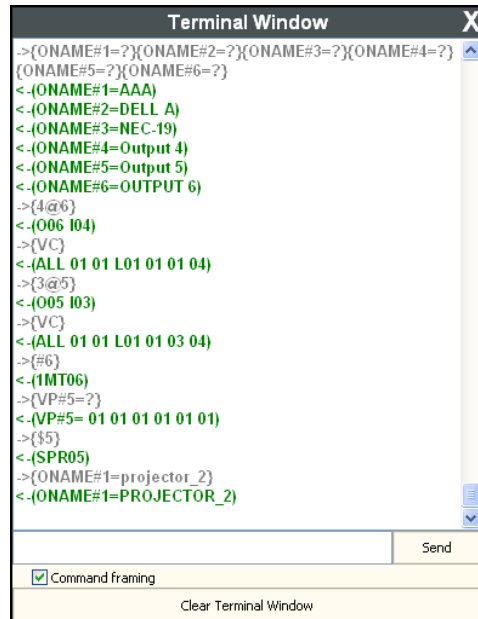 Terminal Window X
->{ONAME#1=?}{ONAME#2=?}{ONAME#3=?}{ONAME#4=?}
{ONAME#5=?}{ONAME#6=?}
<-(ONAME#1=AAA)
<-(ONAME#2=DELL A)
<-(ONAME#3=NEC-19)
<-(ONAME#4=Output 4)
<-(ONAME#5=Output 5)
<-(ONAME#6=OUTPUT 6)
->{4@6}
<-(O06 I04)
->{VC}
<-(ALL 01 01 L01 01 01 04)
->{3@5}
<-(O05 I03)
->{VC}
<-(ALL 01 01 L01 01 03 04)
->{#6}
<-(1MT06)
->{VP#5=?}
<-(VP#5= 01 01 01 01 01 01)
->{$5}
<-(SPR05)
->{ONAME#1=projector_2}
<-(ONAME#1=PROJECTOR_2)
Send
Command framing
Clear Terminal Window